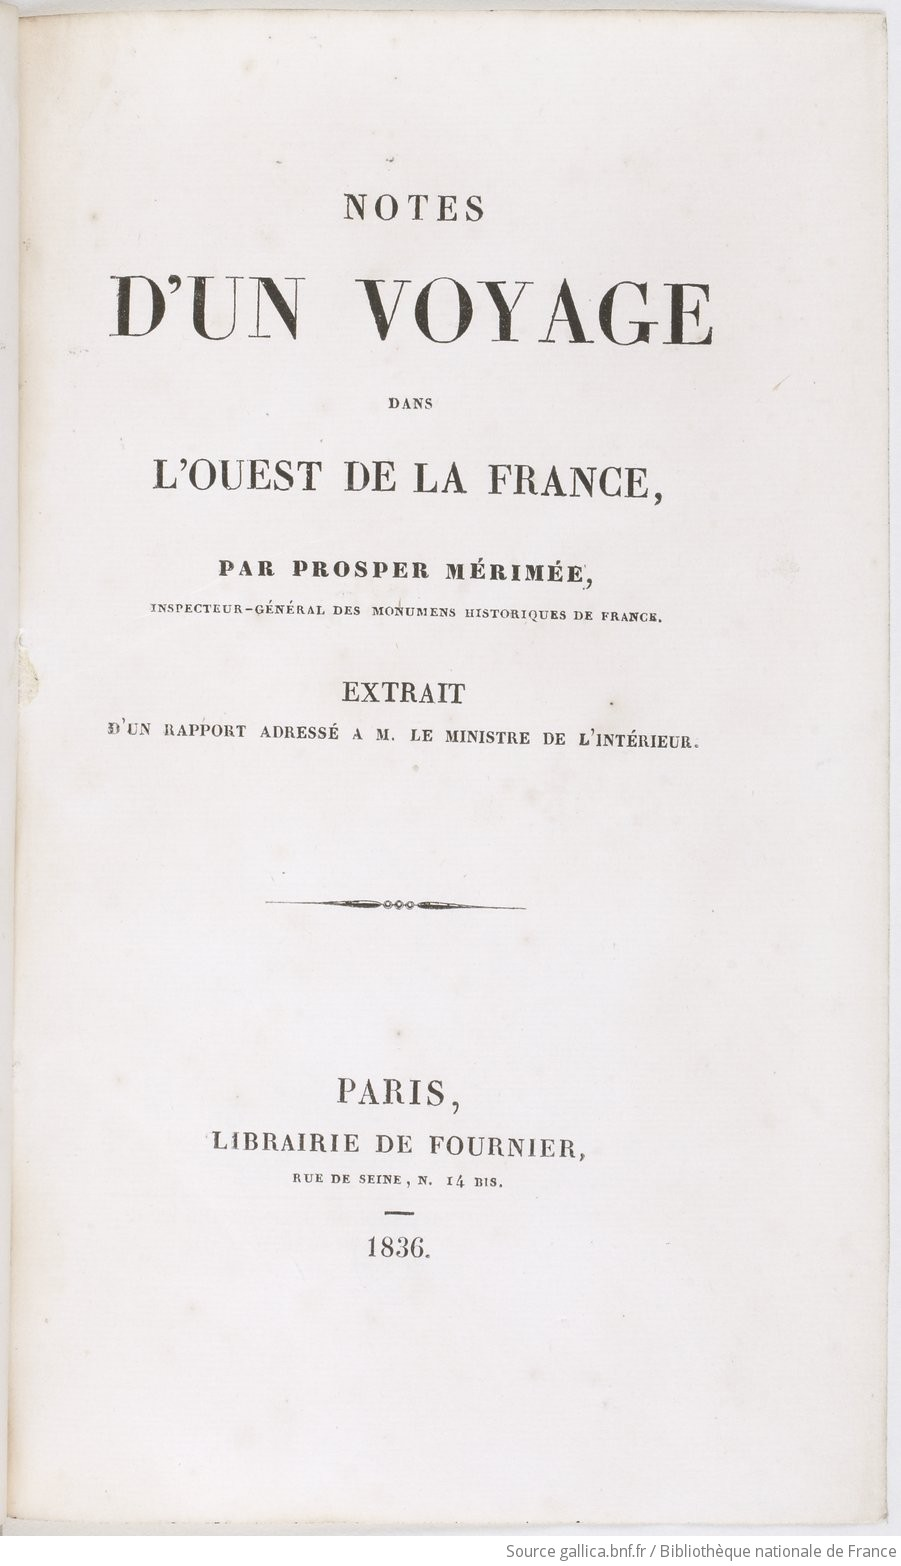 NOTES
D'UN VOYAGE
DANS
L'OUEST DE LA FRANCE,
PAR PROSPER MÉRIMÉE,
INSPECTEUR-GÉNÉRAL DES MONUMENS HISTORIQUES DE FRANCE.
EXTRAIT
D'UN RAPPORT ADRESSÉ A M. LE MINISTRE DE L'INTÉRIEUR.
PARIS,
LIBRAIRIE DE FOURNIER,
RUE DE SEINE, N. 14 BIS.
1836.
Source gallica.bnf.fr / Bibliothèque nationale de France